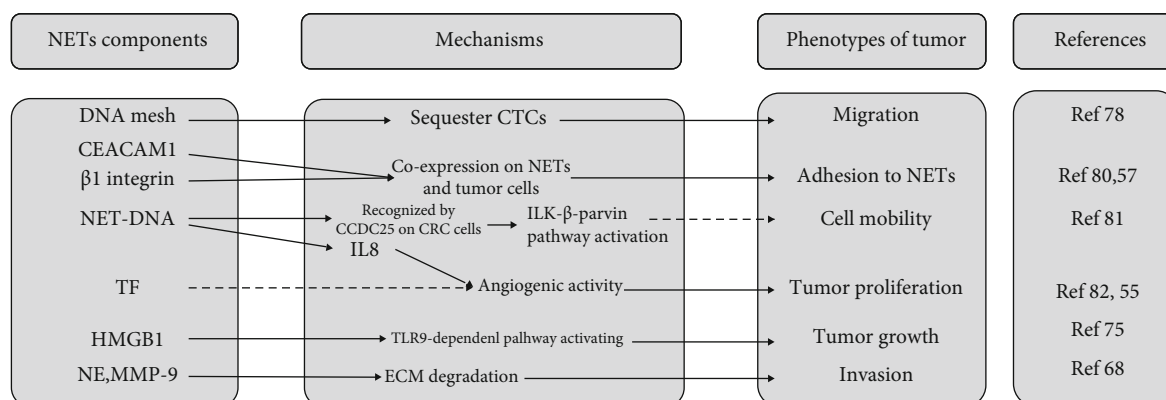 NETs components
Mechanisms
Phenotypes of tumor
References
DNA mesh
Sequester CTCs
Migration
Ref 78
CEACAM1
β1 integrin
Co-expression on NETs
and tumor cells
Adhesion to NETs
Ref 80,57
NET-DNA
Recognized by
CCDC25 on CRC cells
ILK-β-parvin
pathway activation
Cell mobility
Ref 81
IL8
TF
Angiogenic activity
Tumor proliferation
Ref 82, 55
HMGB1
TLR9-dependenl palhway activating
Tumor growth
Ref 75
NE,MMP-9
ECM degradation
Invasion
Ref 68